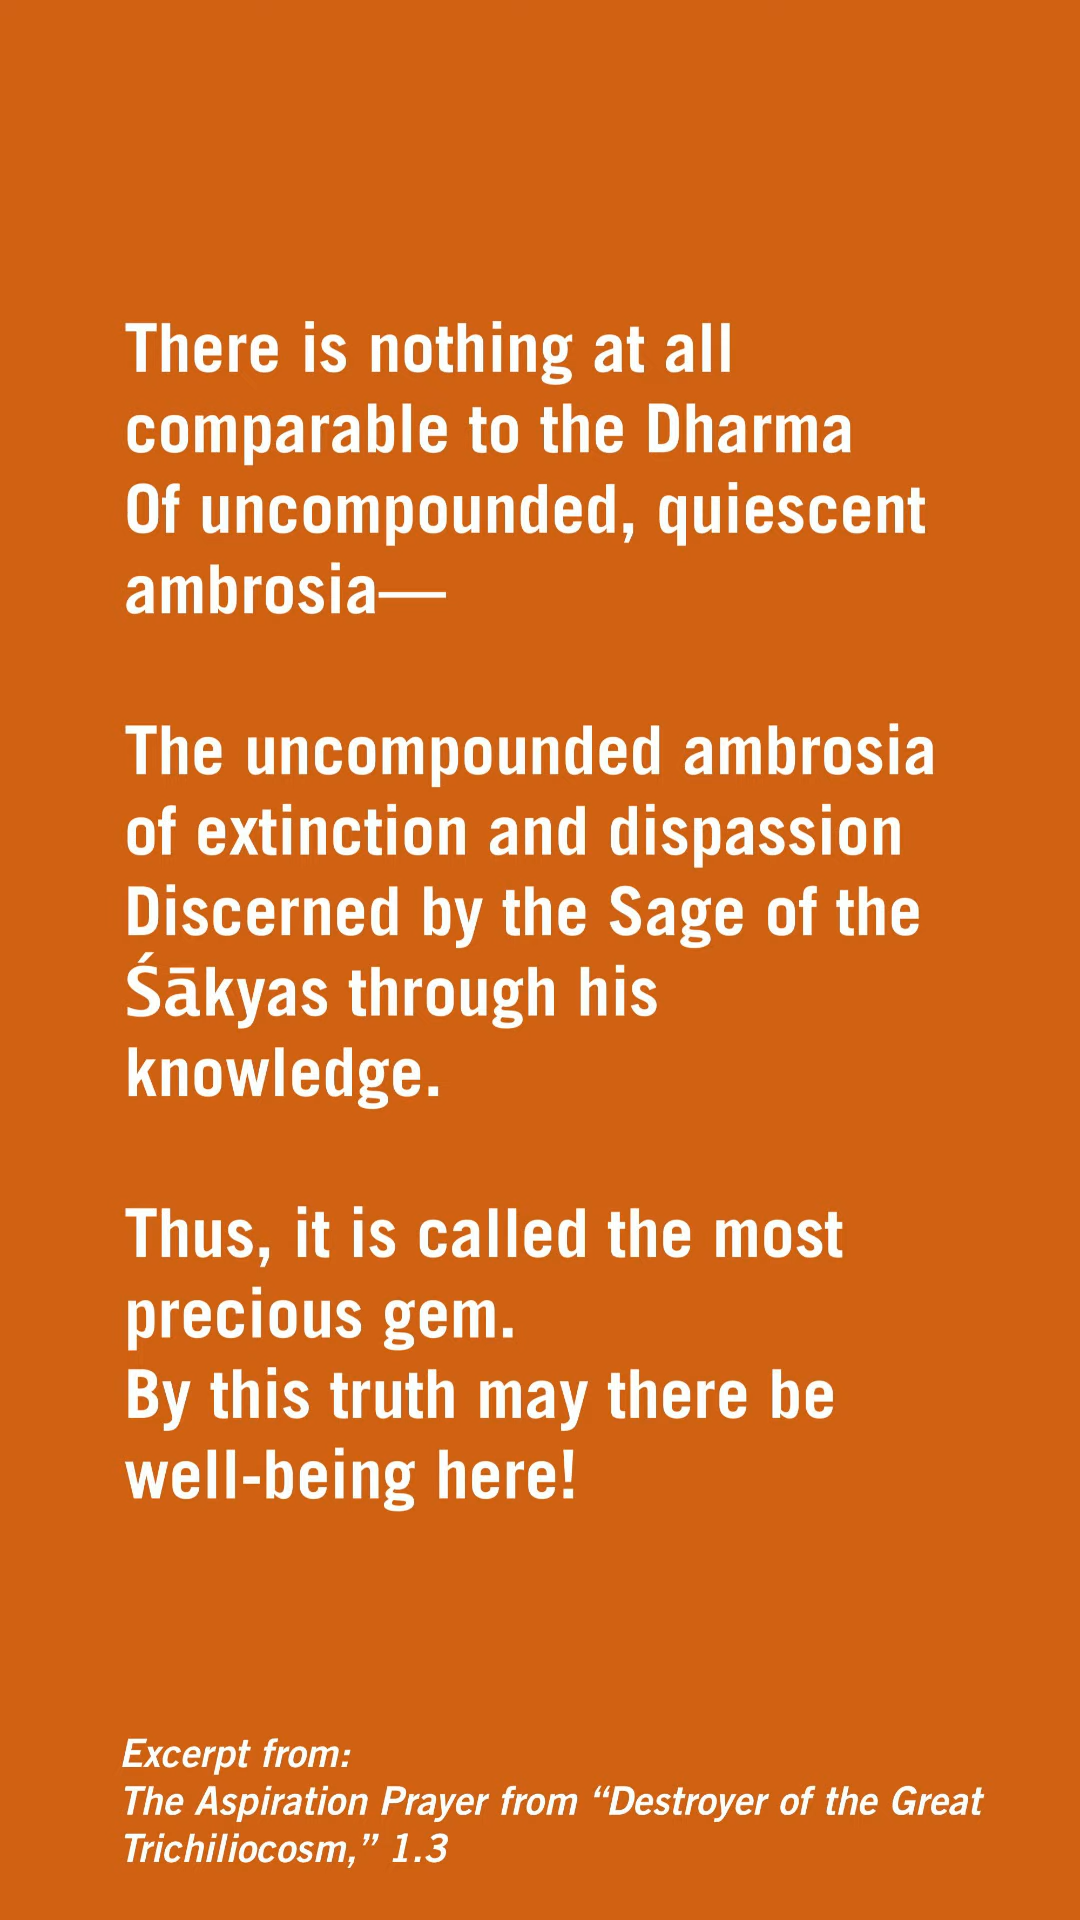 There is nothing at all
comparable to the Dharma
Of uncompounded, quiescent
ambrosia—
The uncompounded ambrosia
of extinction and dispassion
Discerned by the Sage of the
Śākyas through his
knowledge.
Thus, it is called the most
precious gem.
By this truth may there be
well-being here!
Excerpt from:
The Aspiration Prayer from “Destroyer of the Great
Trichiliocosm,” 1.3